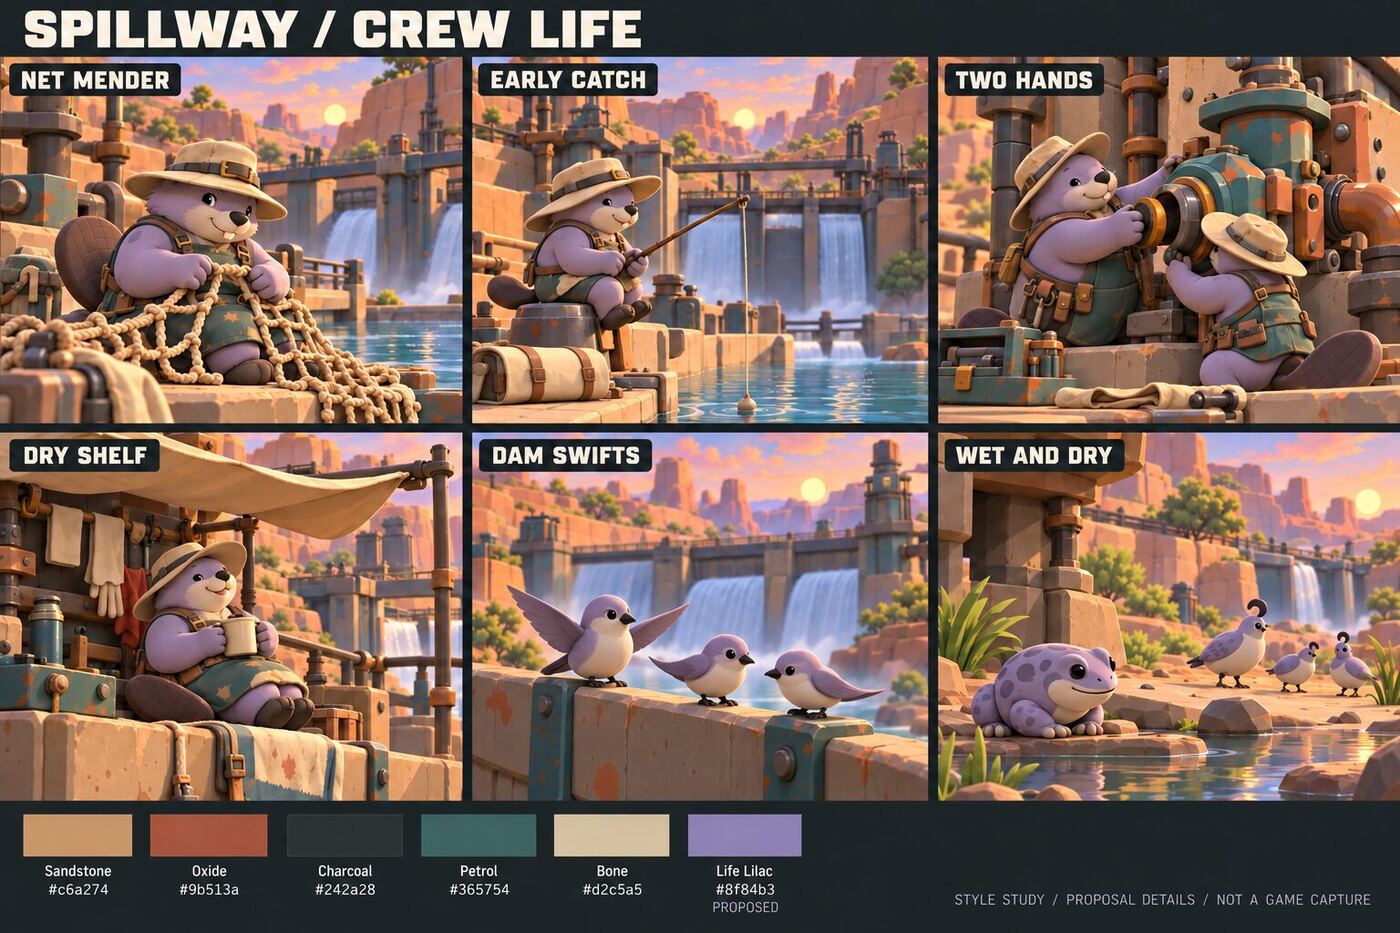 SPILLWAY / CREW LIFE
NET MENDER
EARLY CATCH
TWO HANDS
DRY SHELF
DAM SWIFTS
WET AND DRY
Sandstone
#c6a274
Oxide
#9b513a
Charcoal
#242a28
Petrol
#365754
Bone
#d2c5a5
Life Lilac
#8f84b3
PROPOSED
STYLE STUDY / PROPOSAL DETAILS / NOT A GAME CAPTURE